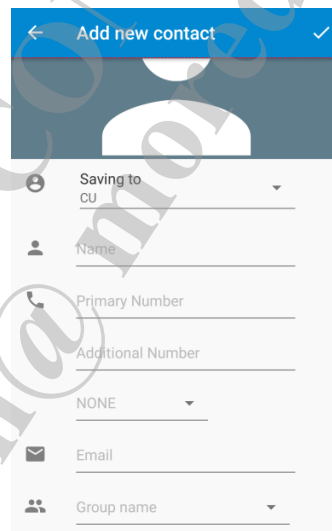 Add new contact
Saving to
CU
Name
Primary Number
Additional Number
NONE
Email
Group name